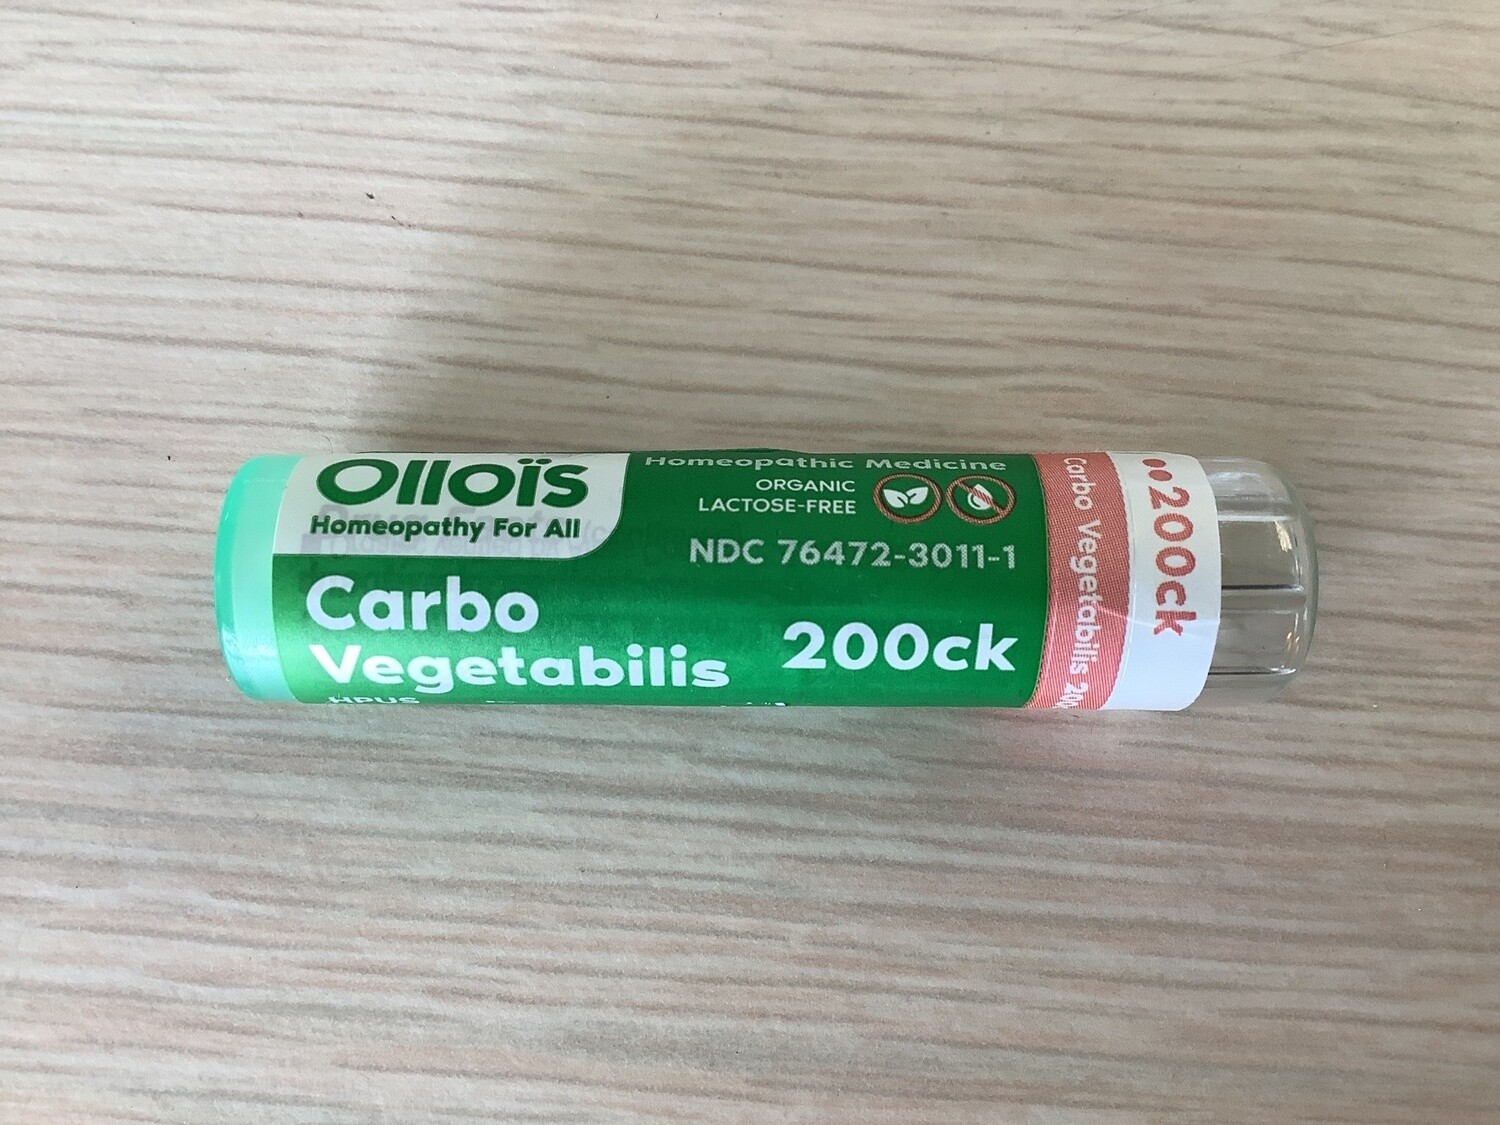 Olloïs
Homeopathy For All
Homeopathic Medicine
ORGANIC
LACTOSE-FREE
NDC 76472-3011-1
Carbo
Vegetabilis
200ck
HPUS
Carbo Vegetabilis
200ck